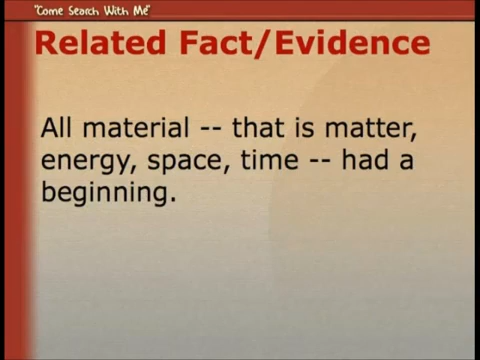 "Come Search With Me"
Related Fact/Evidence
All material -- that is matter,
energy, space, time -- had a
beginning.